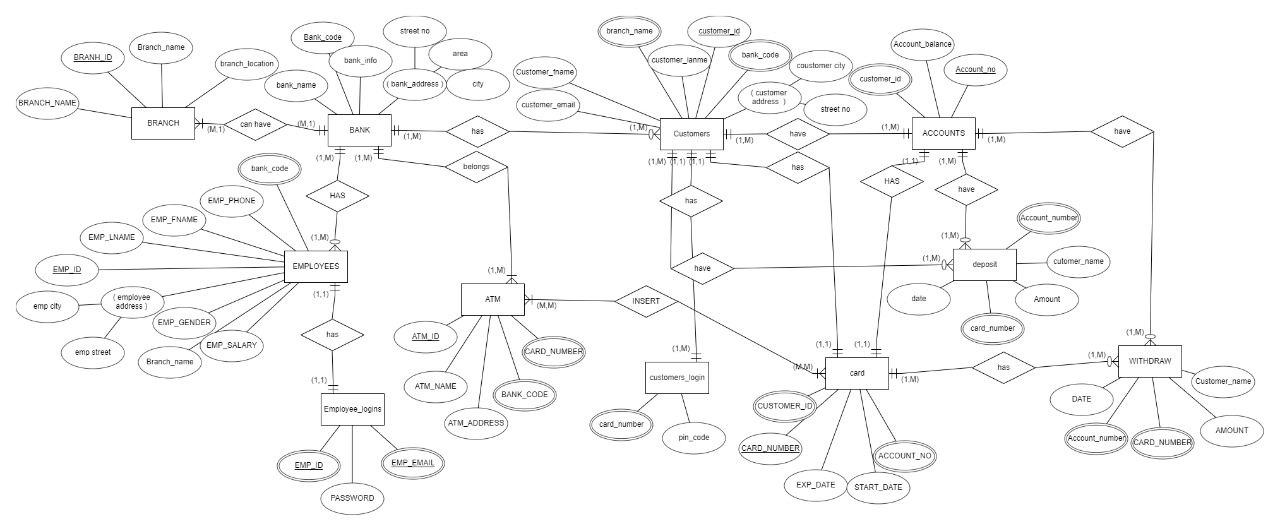 branch_name
customer_id
Bank_code
street no
Branch_name
BRANH_ID
bank_info
area
branch_location
bank_name
( bank_address )
city
customer_lanme
bank_code
Customer_fname
coustomer city
Account_balance
customer_id
Account_no
BRANCH_NAME
customer_email
( customer
address )
street no
BRANCH
(M,1)
can have
(M,1)
BANK
(1,M)
has
(1,M)
Customers
(1,M)
have
(1,M)
ACCOUNTS
(1,M)
have
(1,M)
(1,M)
belongs
(1,M)
(1,1)
(1,1)
has
(1,1)
(1,M)
bank_code
HAS
HAS
have
EMP_PHONE
has
EMP_FNAME
Account_number
EMP_LNAME
(1,M)
(1,M)
EMP_ID
EMPLOYEES
(1,M)
have
(1,M)
deposit
cutomer_name
( employee
address )
emp city
(1,1)
ATM
(M,M)
INSERT
date
Amount
EMP_GENDER
card_number
emp street
EMP_SALARY
has
ATM_ID
CARD_NUMBER
(1,M)
(1,1)
(1,1)
(1,M)
Branch_name
(1,M)
WITHDRAW
(1,1)
ATM_NAME
BANK_CODE
customers_login
(M,M)
card
(1,M)
has
Customer_name
Employee_logins
ATM_ADDRESS
card_number
pin_code
CUSTOMER_ID
DATE
AMOUNT
CARD_NUMBER
ACCOUNT_NO
Account_number
CARD_NUMBER
EMP_ID
EMP_EMAIL
EXP_DATE
START_DATE
PASSWORD